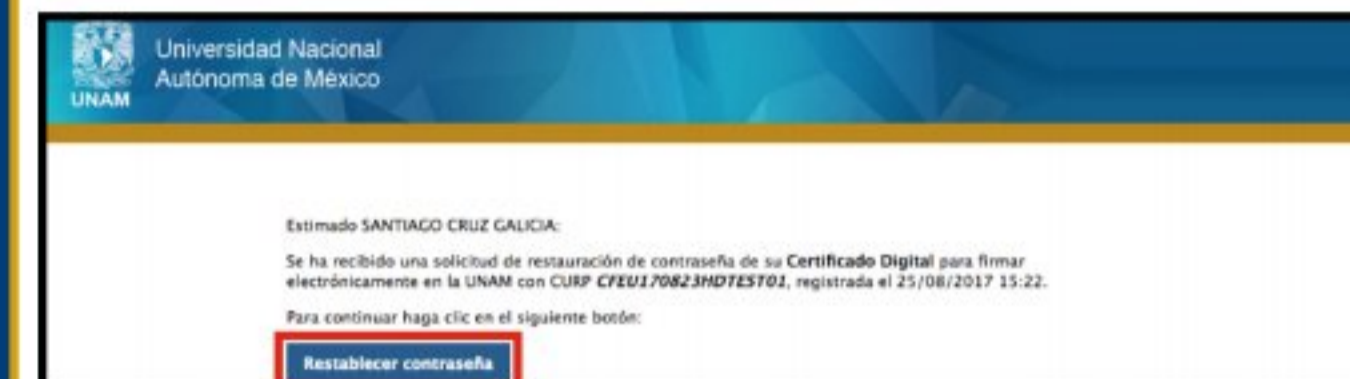 Universidad Nacional
Autónoma de México
UNAM
Estimado SANTIAGO CRUZ GALICIA:
Se ha recibido una solicitud de restauración de contraseña de su Certificado Digital para firmar
electrónicamente en la UNAM con CURP CFEU170823HDTEST01, registrada el 25/08/2017 15:22.
Para continuar haga clic en el siguiente botón:
Restablecer contraseña